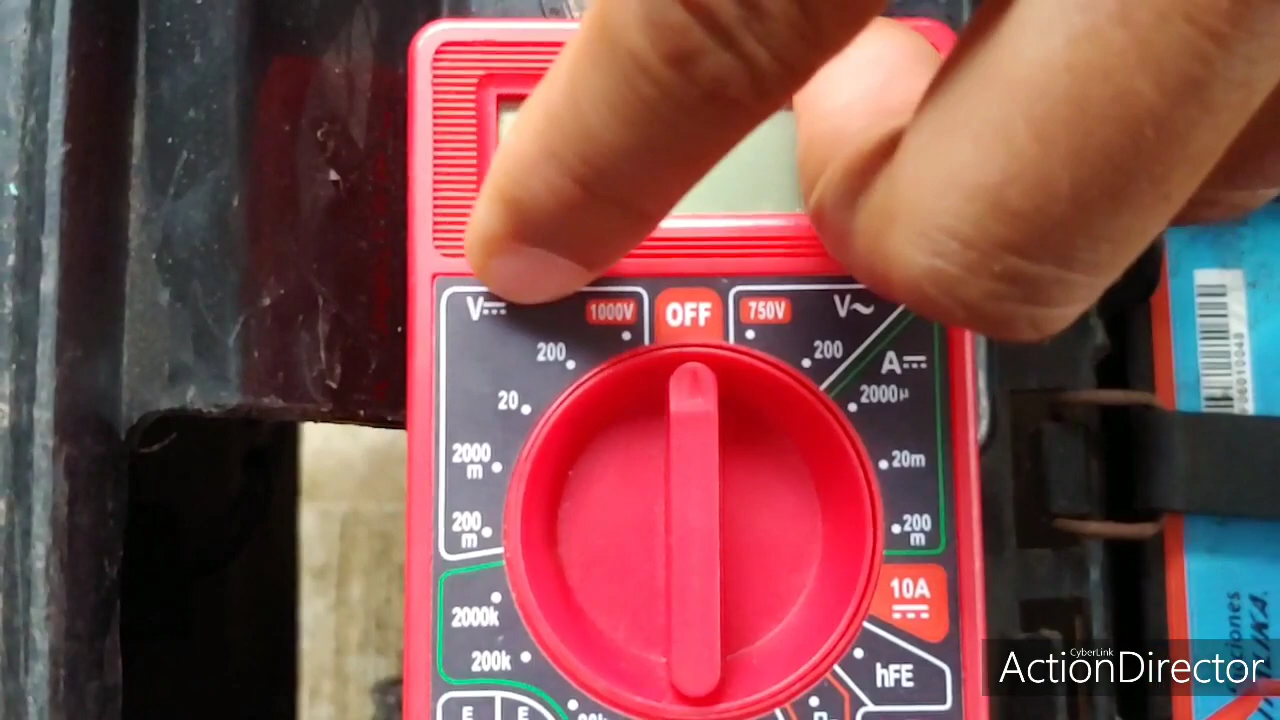 V⎓
1000V
OFF
750V
V~
200
200
A⎓
20
2000µ
2000
m
20m
200
m
200
m
10A
⎓
2000k
200k
hFE
E
E
CyberLink
ActionDirector